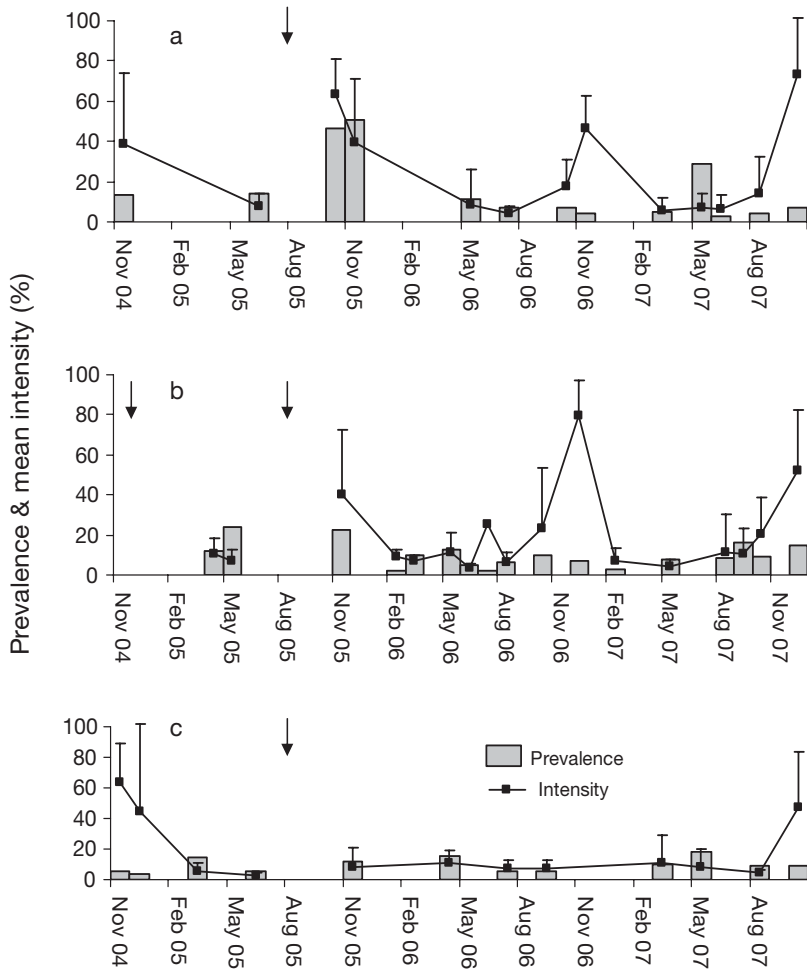 Prevalence & mean intensity (%)
a
100
80
60
40
20
0
Nov 04
Feb 05
May 05
Aug 05
Nov 05
Feb 06
May 06
Aug 06
Nov 06
Feb 07
May 07
Aug 07
b
100
80
60
40
20
0
Nov 04
Feb 05
May 05
Aug 05
Nov 05
Feb 06
May 06
Aug 06
Nov 06
Feb 07
May 07
Aug 07
Nov 07
c
100
80
60
40
20
0
Prevalence
Intensity
Nov 04
Feb 05
May 05
Aug 05
Nov 05
Feb 06
May 06
Aug 06
Nov 06
Feb 07
May 07
Aug 07